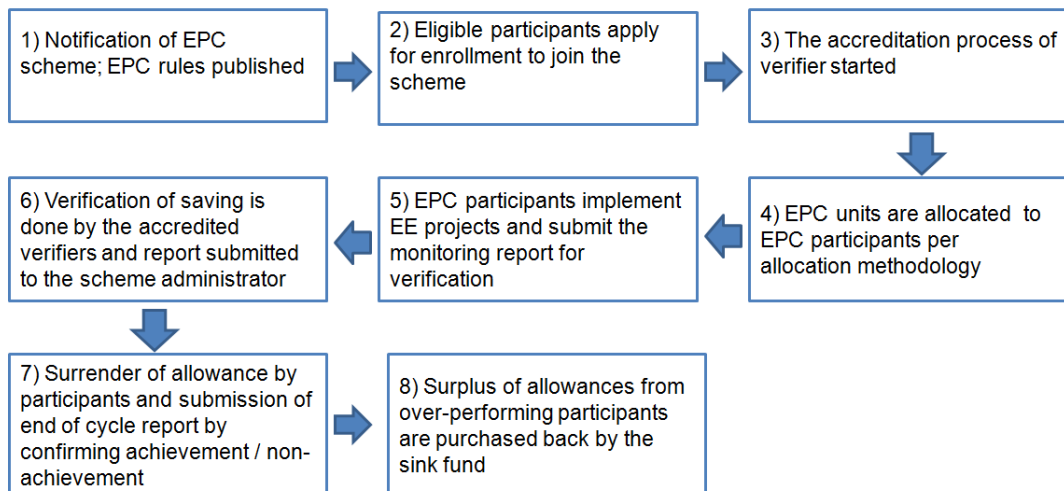 1) Notification of EPC
scheme; EPC rules published
2) Eligible participants apply
for enrollment to join the
scheme
3) The accreditation process of
verifier started
4) EPC units are allocated to
EPC participants per
allocation methodology
5) EPC participants implement
EE projects and submit the
monitoring report for
verification
6) Verification of saving is
done by the accredited
verifiers and report submitted
to the scheme administrator
7) Surrender of allowance by
participants and submission of
end of cycle report by
confirming achievement / non-
achievement
8) Surplus of allowances from
over-performing participants
are purchased back by the
sink fund